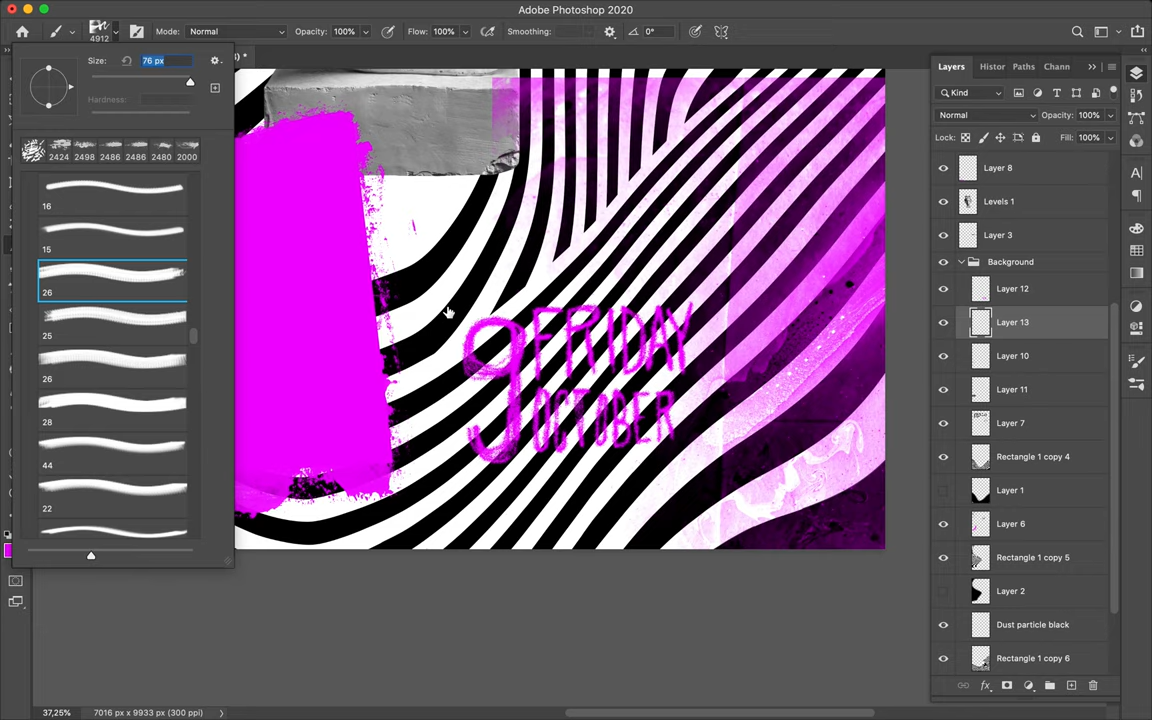 Adobe Photoshop 2020
4912
Mode: Normal
Opacity: 100%
Flow: 100%
Smoothing:
0°
Size: 76 px
Hardness:
2424 2498 2486 2486 2480 2000
16
15
26
25
26
28
44
22
9 FRIDAY
OCTOBER
Layers Histor Paths Chann
Kind
Normal
Opacity: 100%
Lock:
Fill: 100%
Layer 8
Levels 1
Layer 3
Background
Layer 12
Layer 13
Layer 10
Layer 11
Layer 7
Rectangle 1 copy 4
Layer 1
Layer 6
Rectangle 1 copy 5
Layer 2
Dust particle black
Rectangle 1 copy 6
fx
37,25%
7016 px x 9933 px (300 ppi)